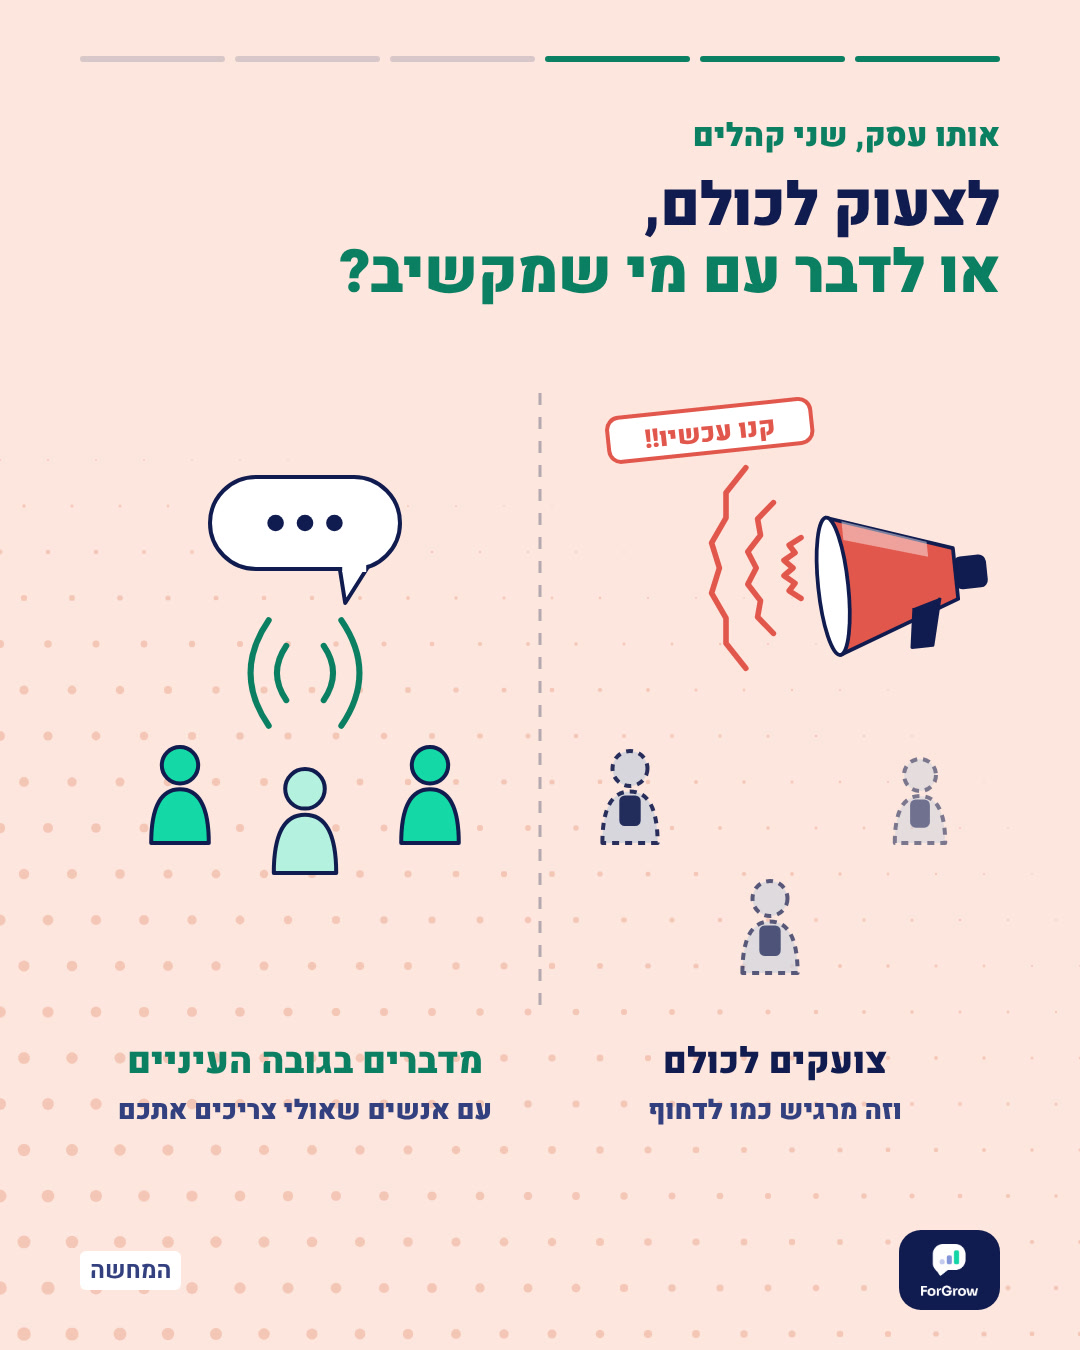 אותו עסק, שני קהלים
לצעוק לכולם,
או לדבר עם מי שמקשיב?
קנו עכשיו!!
צועקים לכולם
וזה מרגיש כמו לדחוף
מדברים בגובה העיניים
עם אנשים שאולי צריכים אתכם
המחשה
ForGrow